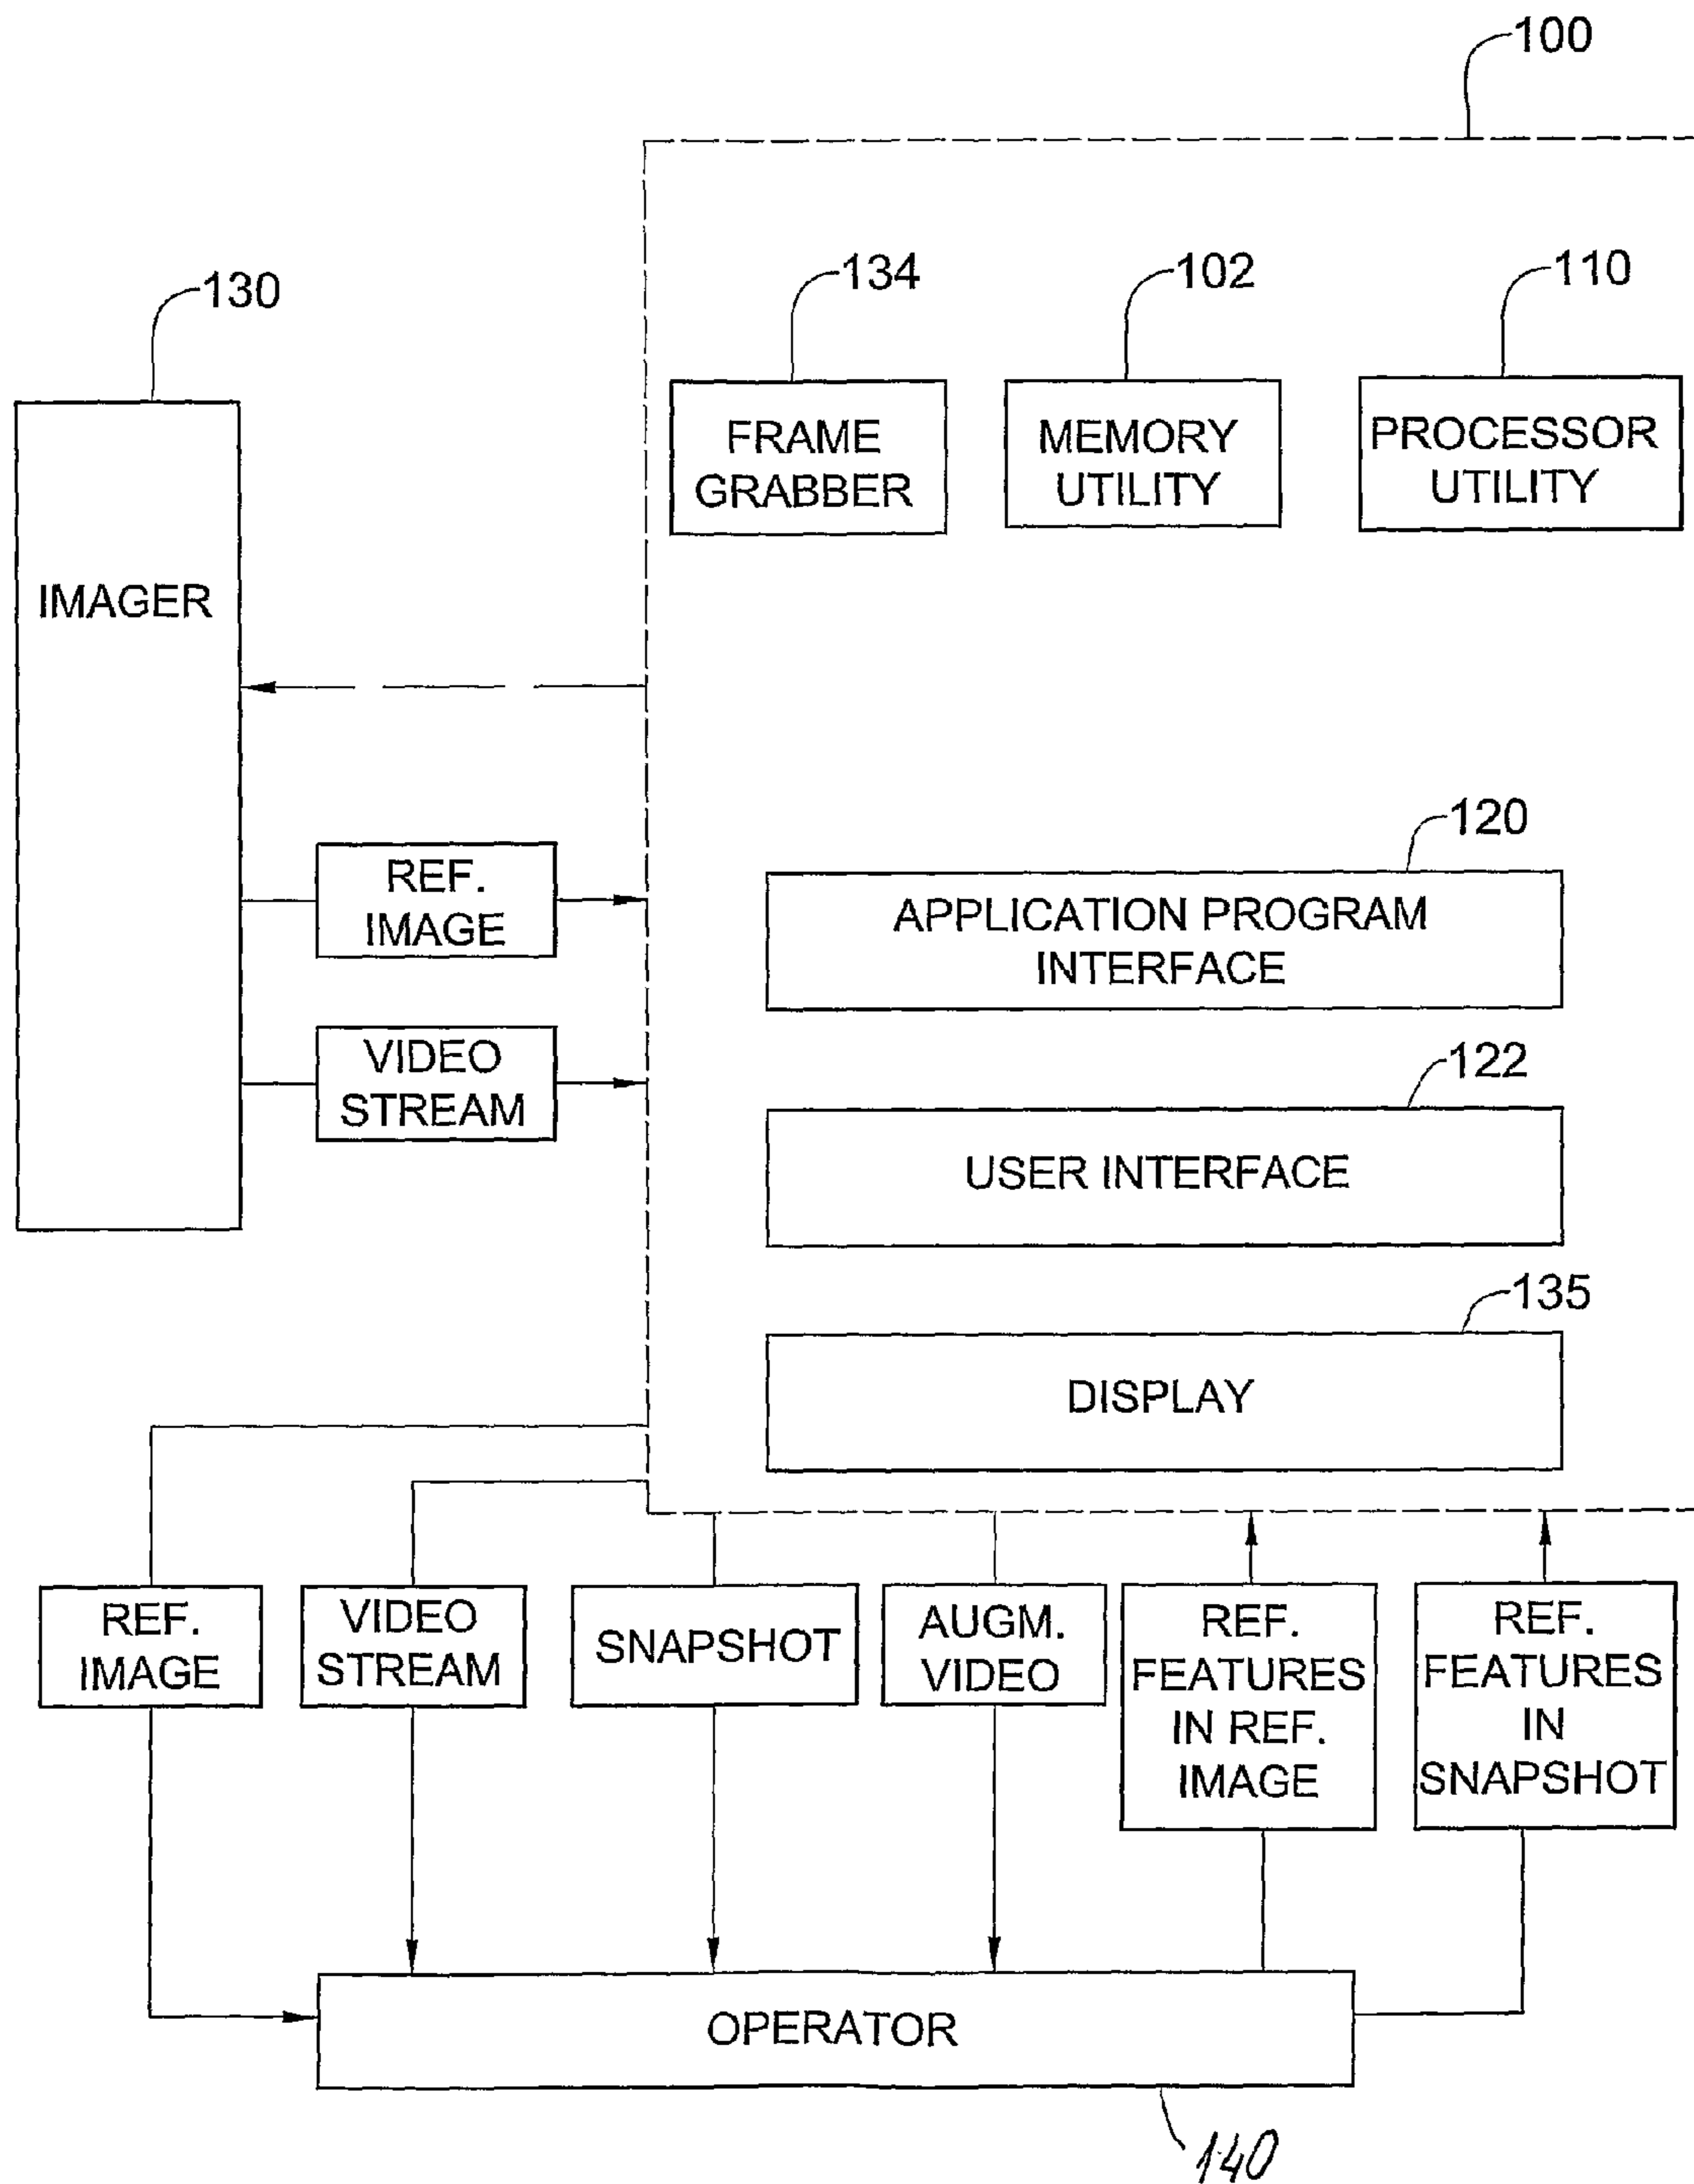 100
130
134
102
110
FRAME
GRABBER
MEMORY
UTILITY
PROCESSOR
UTILITY
IMAGER
120
REF.
IMAGE
APPLICATION PROGRAM
INTERFACE
VIDEO
STREAM
122
USER INTERFACE
135
DISPLAY
REF.
IMAGE
VIDEO
STREAM
SNAPSHOT
AUGM.
VIDEO
REF.
FEATURES
IN REF.
IMAGE
REF.
FEATURES
IN
SNAPSHOT
OPERATOR
140